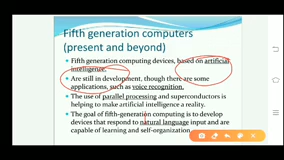 Fifth generation computers
(present and beyond)
• Fifth generation computing devices, based on artificial
intelligence.
• Are still in development, though there are some
applications, such as voice recognition.
• The use of parallel processing and superconductors is
helping to make artificial intelligence a reality.
• The goal of fifth-generation computing is to develop
devices that respond to natural language input and are
capable of learning and self-organization.